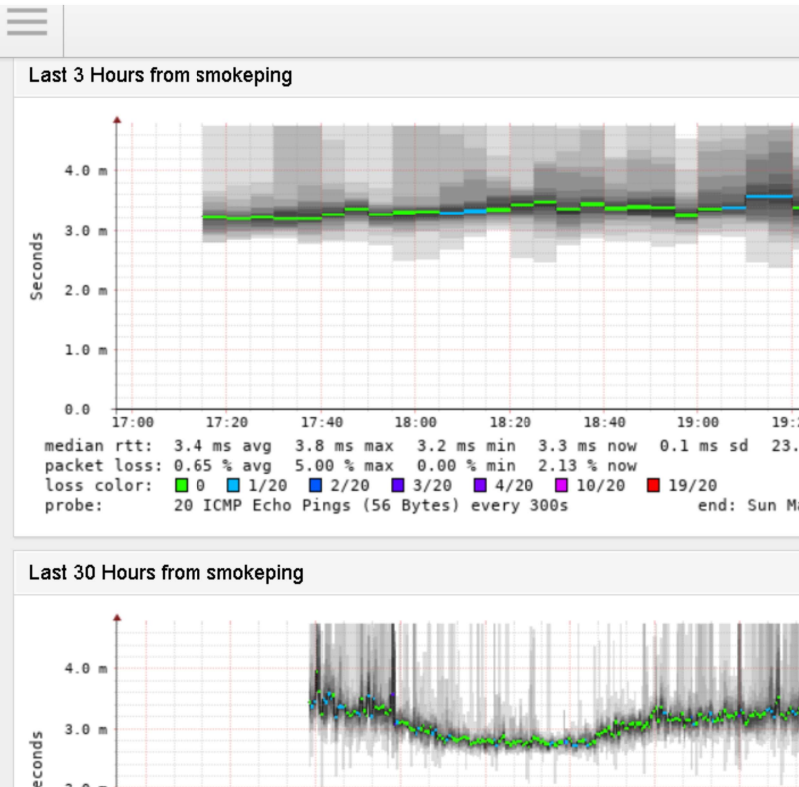 Last 3 Hours from smokeping
4.0 m
3.0 m
2.0 m
1.0 m
0.0
Seconds
17:00 17:20 17:40 18:00 18:20 18:40 19:00 19:2
median rtt: 3.4 ms avg 3.8 ms max 3.2 ms min 3.3 ms now 0.1 ms sd 23.
packet loss: 0.65 % avg 5.00 % max 0.00 % min 2.13 % now
loss color: 0 1/20 2/20 3/20 4/20 10/20 19/20
probe: 20 ICMP Echo Pings (56 Bytes) every 300s end: Sun Ma
Last 30 Hours from smokeping
4.0 m
3.0 m
econds